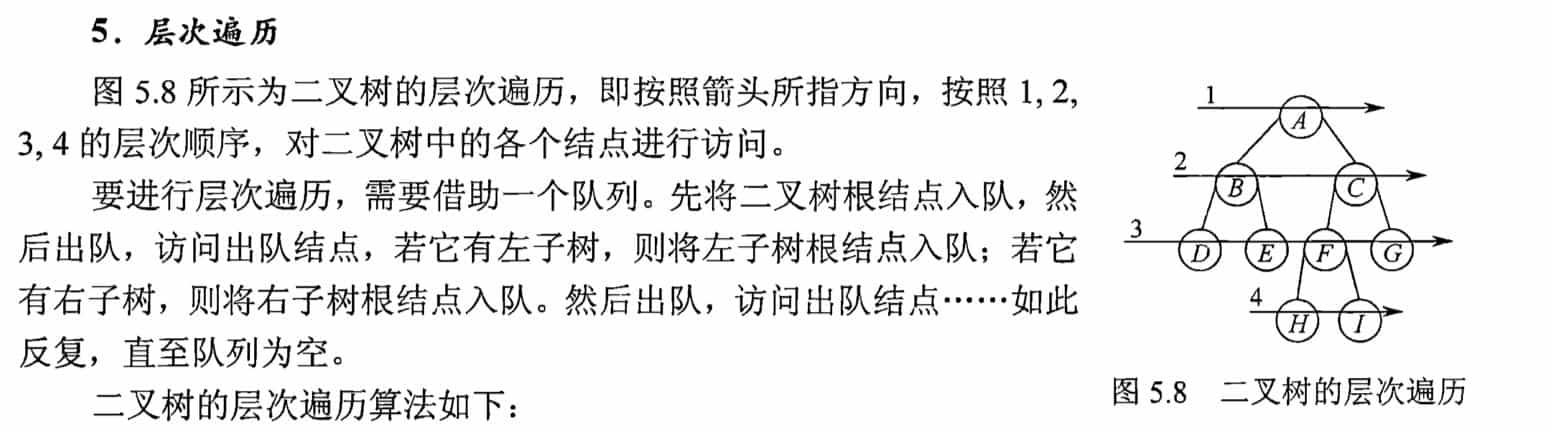 5．层次遍历
图 5.8 所示为二叉树的层次遍历，即按照箭头所指方向，按照 1, 2,
3, 4 的层次顺序，对二叉树中的各个结点进行访问。
要进行层次遍历，需要借助一个队列。先将二叉树根结点入队，然
后出队，访问出队结点，若它有左子树，则将左子树根结点入队；若它
有右子树，则将右子树根结点入队。然后出队，访问出队结点……如此
反复，直至队列为空。
二叉树的层次遍历算法如下：
1
A
2
B
C
3
D
E
F
G
4
H
I
图 5.8 二叉树的层次遍历